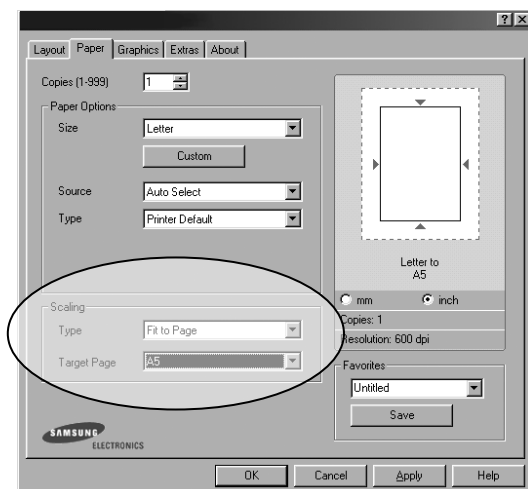 ? X
Layout Paper Graphics Extras About
Copies (1-999) 1
Paper Options
Size Letter
Custom
Source Auto Select
Type Printer Default
Scaling
Type Fit to Page
Target Page A5
Letter to
A5
mm inch
Copies: 1
Resolution: 600 dpi
Favorites
Untitled
Save
SAMSUNG
ELECTRONICS
OK Cancel Apply Help